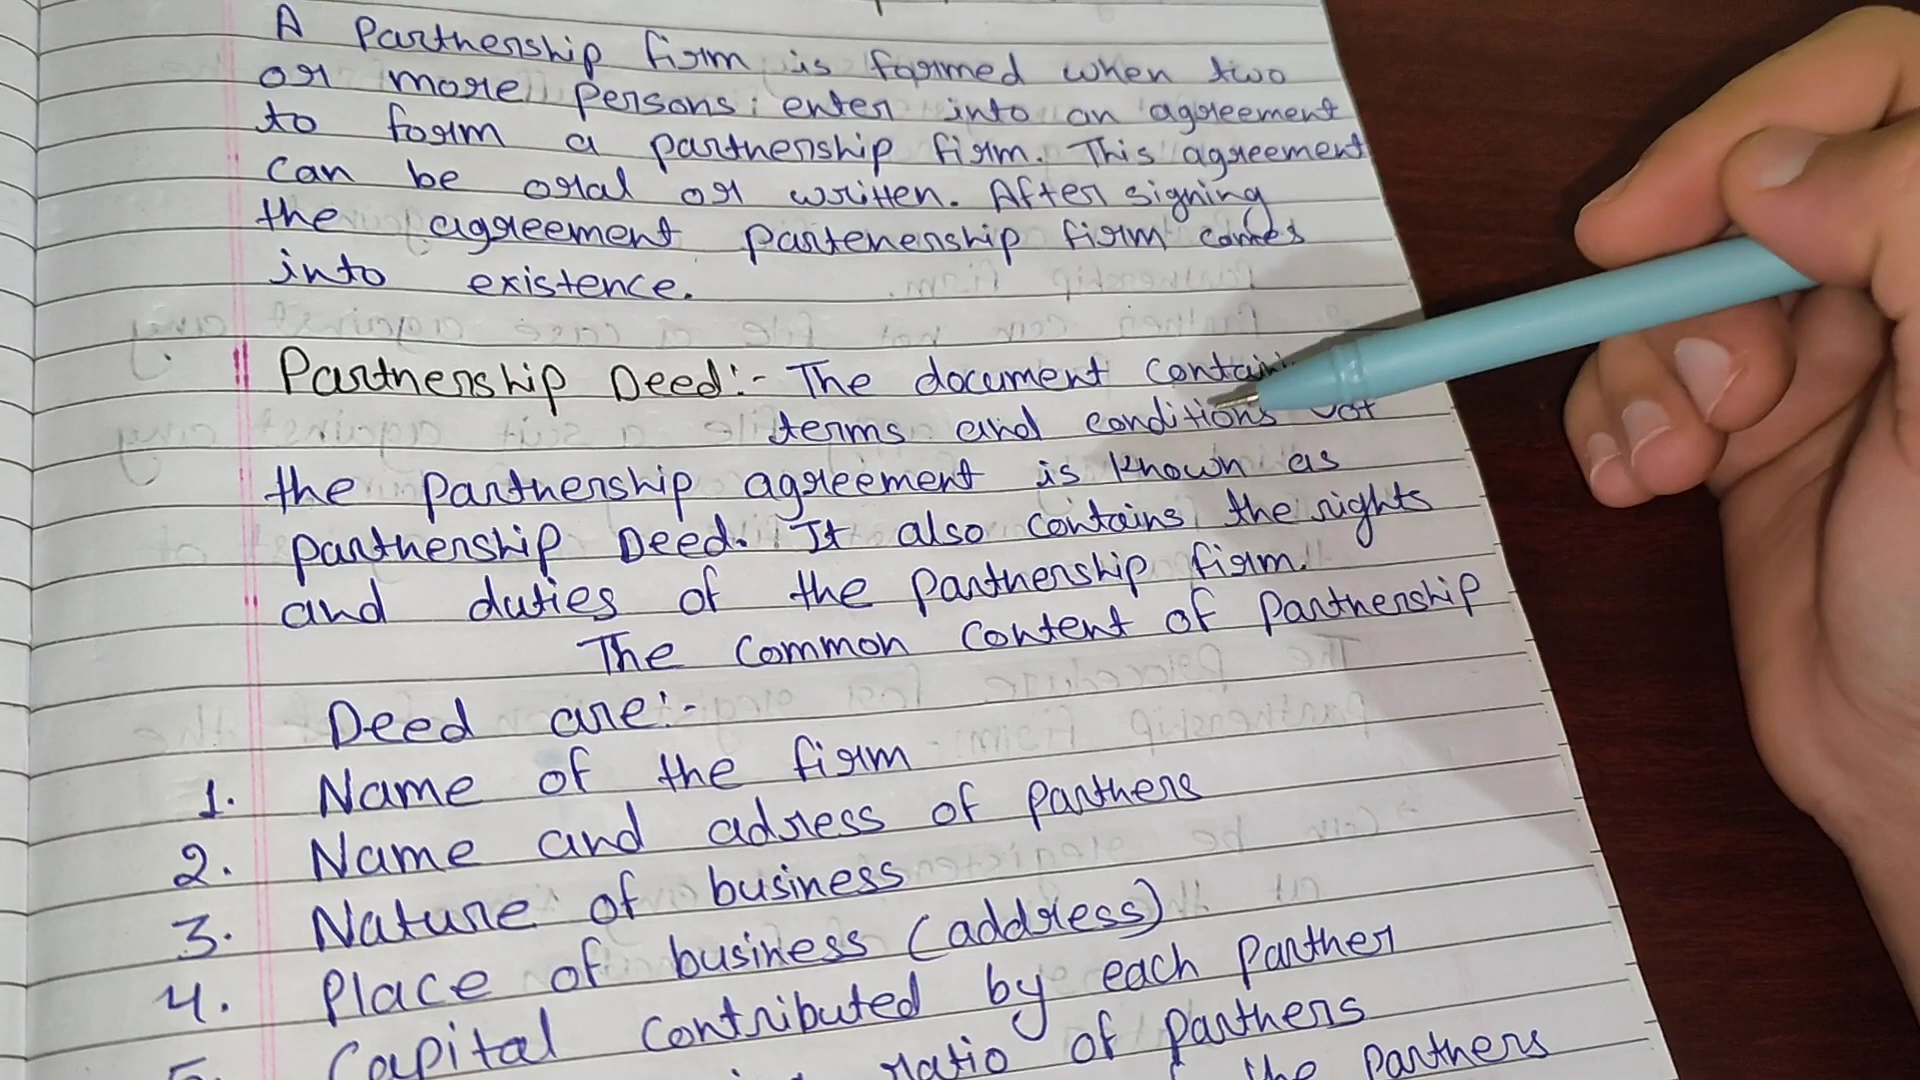 A Partnership firm is formed when two
or more persons enter into an agreement
to form a partnership firm. This agreement
can be oral or written. After signing
the agreement partenership firm comes
into existence.
Partnership Deed:- The document
terms and conditions of
the partnership agreement is known as
partnership Deed. It also contains the rights
and duties of the partnership firm.
The common content of partnership
Deed are:-
1. Name of the firm
2. Name and adress of partners
3. Nature of business
4. Place of business (address)
5. Capital contributed by each partner
ratio of partners
the partners